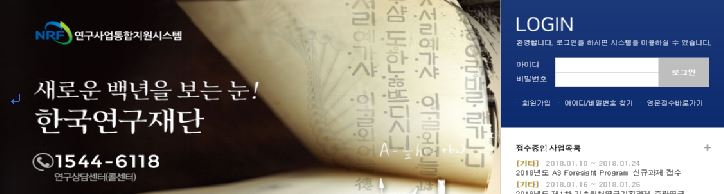 NRF 연구사업통합지원시스템
새로운 백년을 보는 눈!
한국연구재단
1544-6118
연구상담센터(콜센터)
LOGIN
환영합니다. 로그인을 하시면 시스템을 이용하실 수 있습니다.
아이디
비밀번호
로그인
회원가입 아이디/비밀번호 찾기 영문접수바로가기
접수중인 사업목록 +
[기타] 2018.01.10 ~ 2018.01.24
2018년도 A3 Foresight Program 신규과제 접수
[기타] 2018.01.16 ~ 2018.01.26